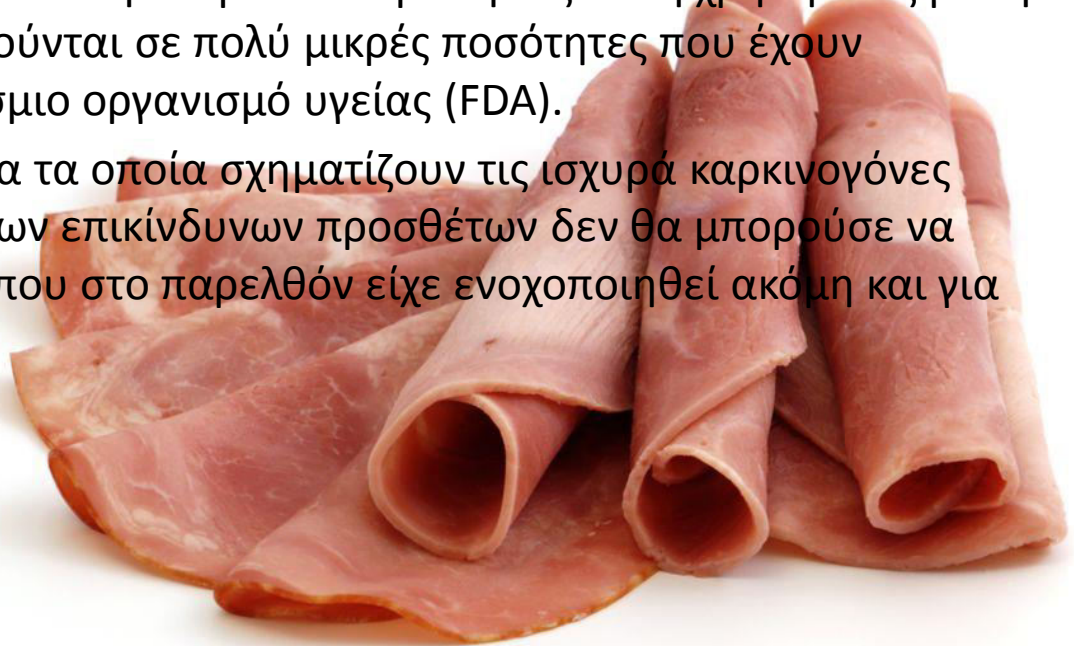 ούνται σε πολύ μικρές ποσότητες που έχουν
σμιο οργανισμό υγείας (FDA).
α τα οποία σχηματίζουν τις ισχυρά καρκινογόνες
ων επικίνδυνων προσθέτων δεν θα μπορούσε να
που στο παρελθόν είχε ενοχοποιηθεί ακόμη και για